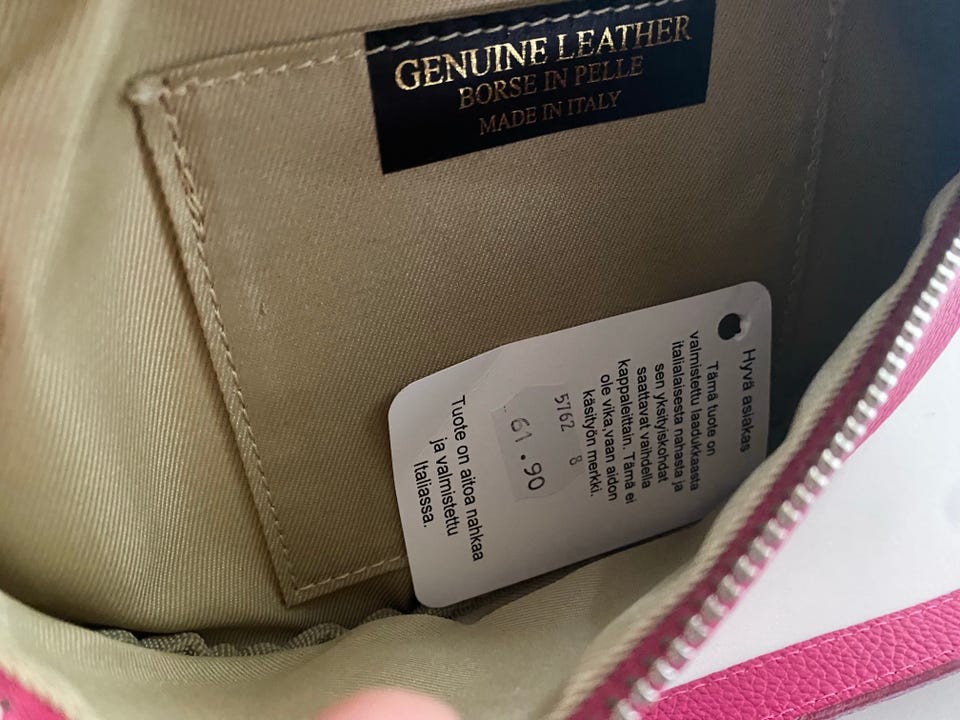 GENUINE LEATHER
BORSE IN PELLE
MADE IN ITALY
Hyvä asiakas
Tämä tuote on
valmistettu laadukkaasta
italialaisesta nahasta ja
sen yksityiskohdat
saattavat vaihdella
kappaleittain. Tämä ei
ole vika,vaan aidon
käsityön merkki.
5762 8
61.90
Tuote on aitoa nahkaa
ja valmistettu
Italiassa.